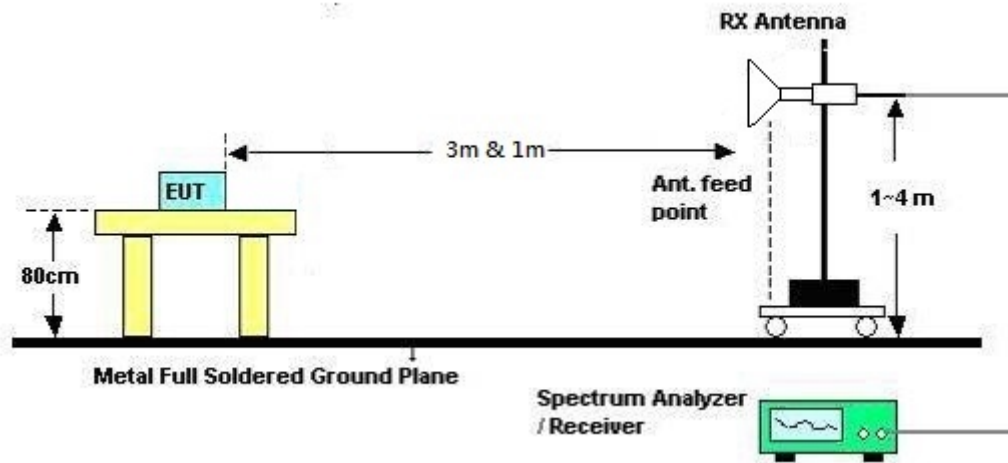 RX Antenna
3m & 1m
EUT
Ant. feed
point
1~4 m
80cm
Metal Full Soldered Ground Plane
Spectrum Analyzer
/ Receiver